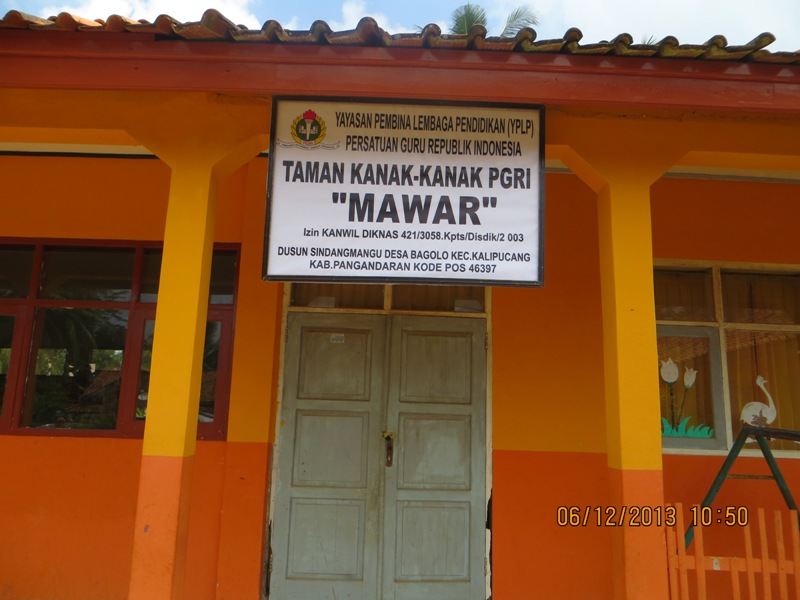 YAYASAN PEMBINA LEMBAGA PENDIDIKAN (YPLP)
PERSATUAN GURU REPUBLIK INDONESIA
TAMAN KANAK-KANAK PGRI
"MAWAR"
Izin KANWIL DIKNAS 421/3058.Kpts/Disdik/2 003
DUSUN SINDANGMANGU DESA BAGOLO KEC.KALIPUCANG
KAB.PANGANDARAN KODE POS 46397
06/12/2013 10:50